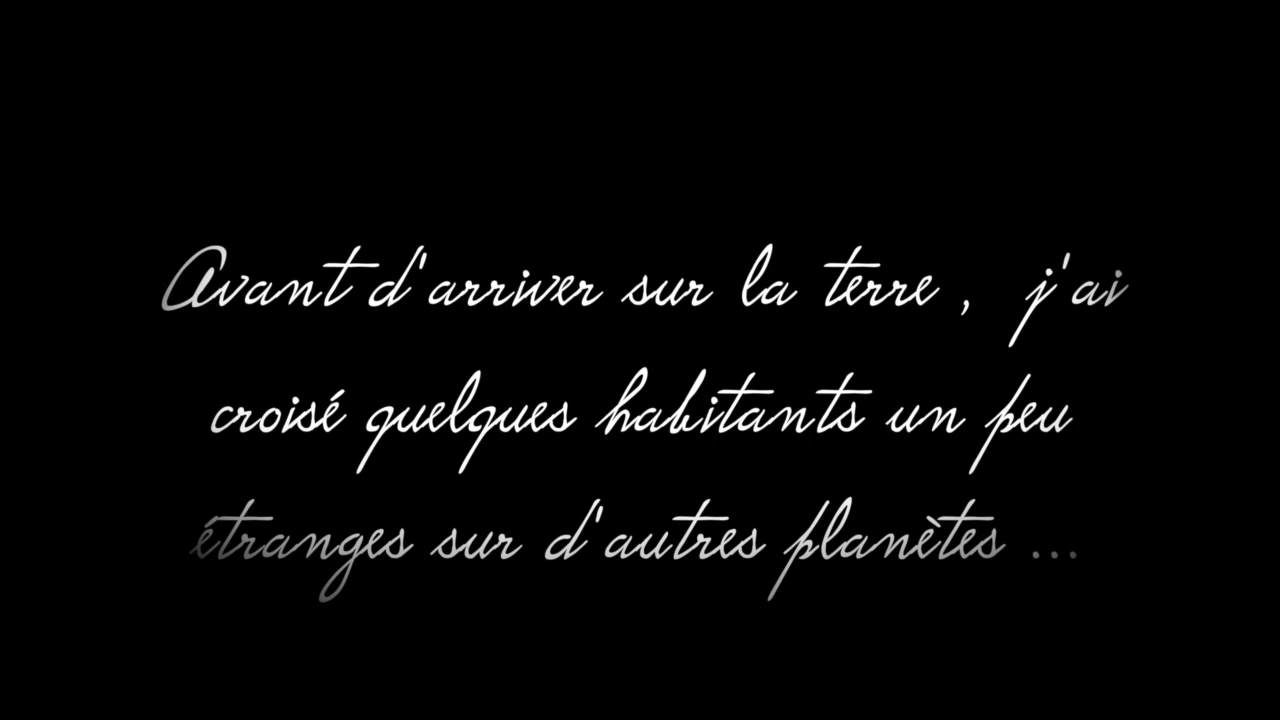 Avant d'arriver sur la terre , j'ai
croisé quelques habitants un peu
étranges sur d'autres planètes ...